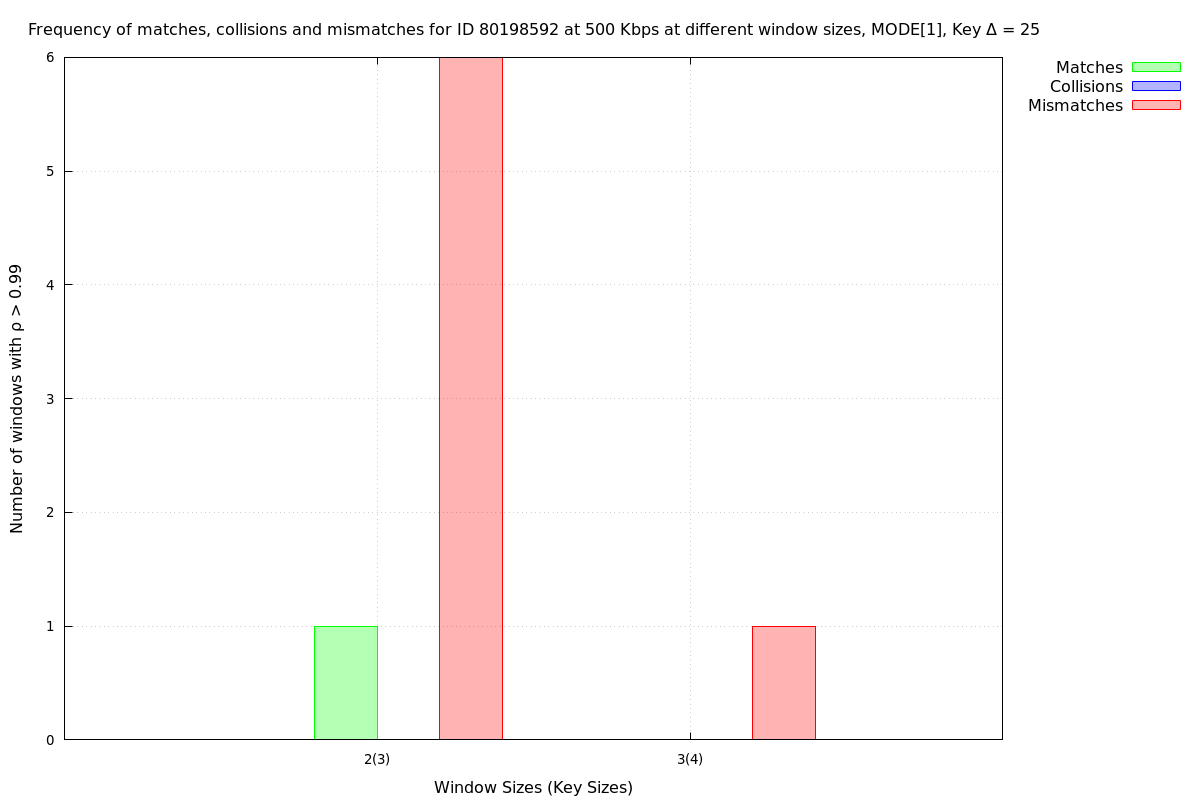 Frequency of matches, collisions and mismatches for ID 80198592 at 500 Kbps at different window sizes, MODE[1], Key Δ = 25
Matches
Collisions
Mismatches
Number of windows with ρ > 0.99
6
5
4
3
2
1
0
2(3)
3(4)
Window Sizes (Key Sizes)